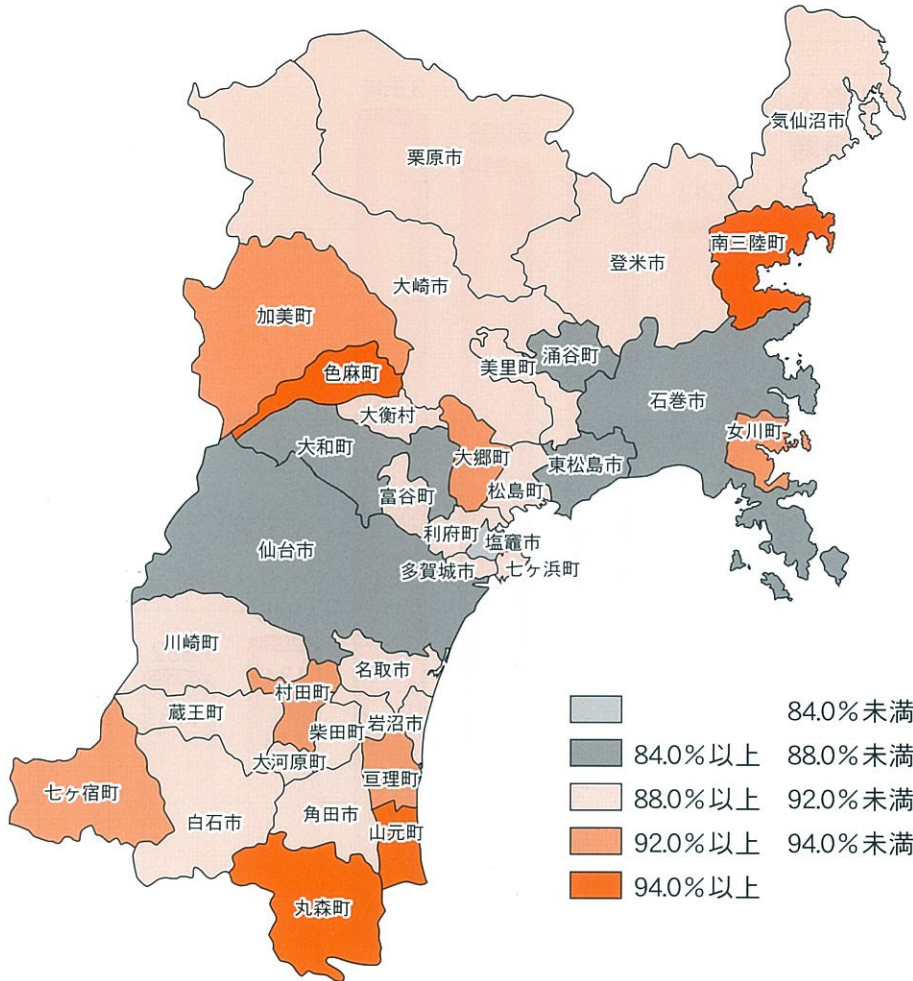 気仙沼市
栗原市
南三陸町
登米市
大崎市
加美町
涌谷町
美里町
色麻町
石巻市
大衡村
女川町
大和町
大郷町
東松島市
富谷町
松島町
利府町
塩竈市
仙台市
多賀城市
七ヶ浜町
川崎町
名取市
村田町
蔵王町
岩沼市
柴田町
大河原町
亘理町
七ヶ宿町
角田市
白石市
山元町
丸森町
84.0%未満
84.0%以上 88.0%未満
88.0%以上 92.0%未満
92.0%以上 94.0%未満
94.0%以上